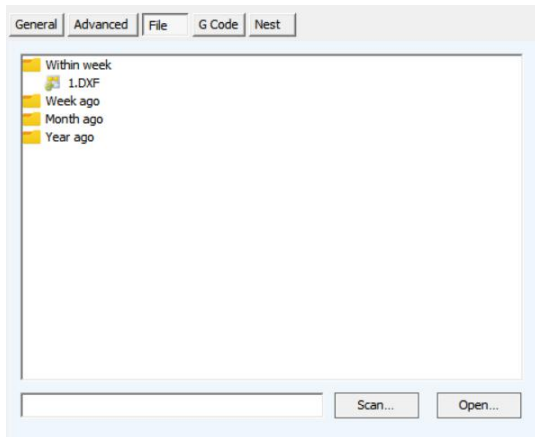 General Advanced File G Code Nest
Within week
1.DXF
Week ago
Month ago
Year ago
Scan... Open...